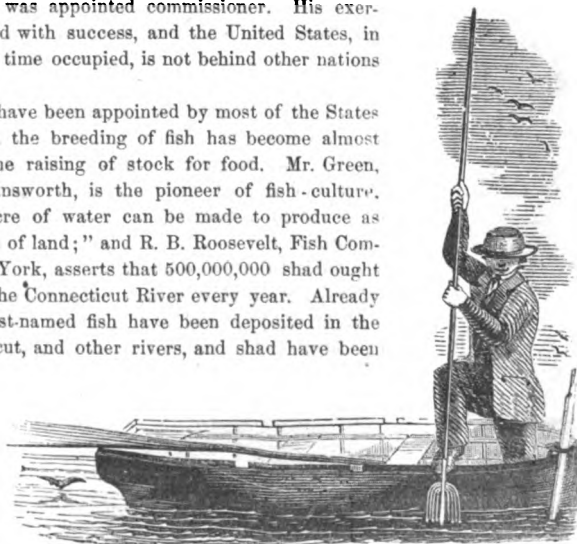 was appointed commissioner. His exer-
d with success, and the United States, in
time occupied, is not behind other nations
have been appointed by most of the States
the breeding of fish has become almost
e raising of stock for food. Mr. Green,
nsworth, is the pioneer of fish-culture.
re of water can be made to produce as
of land;" and R. B. Roosevelt, Fish Com-
York, asserts that 500,000,000 shad ought
he Connecticut River every year. Already
st-named fish have been deposited in the
cut, and other rivers, and shad have been